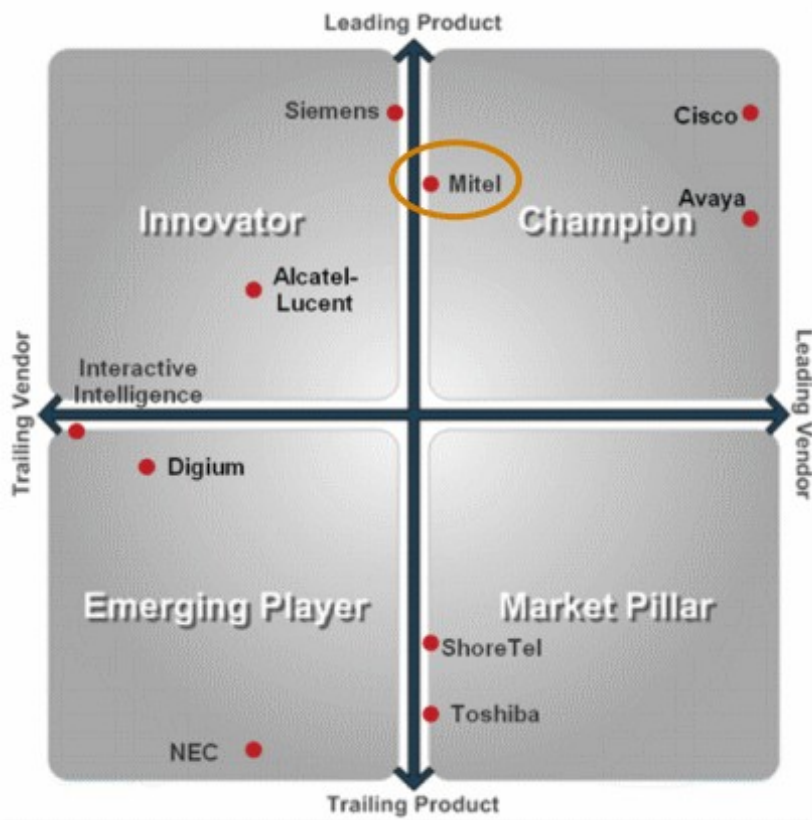 Leading Product
Siemens
Cisco
Mitel
Avaya
Innovator
Champion
Alcatel-
Lucent
Trailing Vendor
Leading Vendor
Interactive
Intelligence
Digium
Emerging Player
Market Pillar
ShoreTel
Toshiba
NEC
Trailing Product